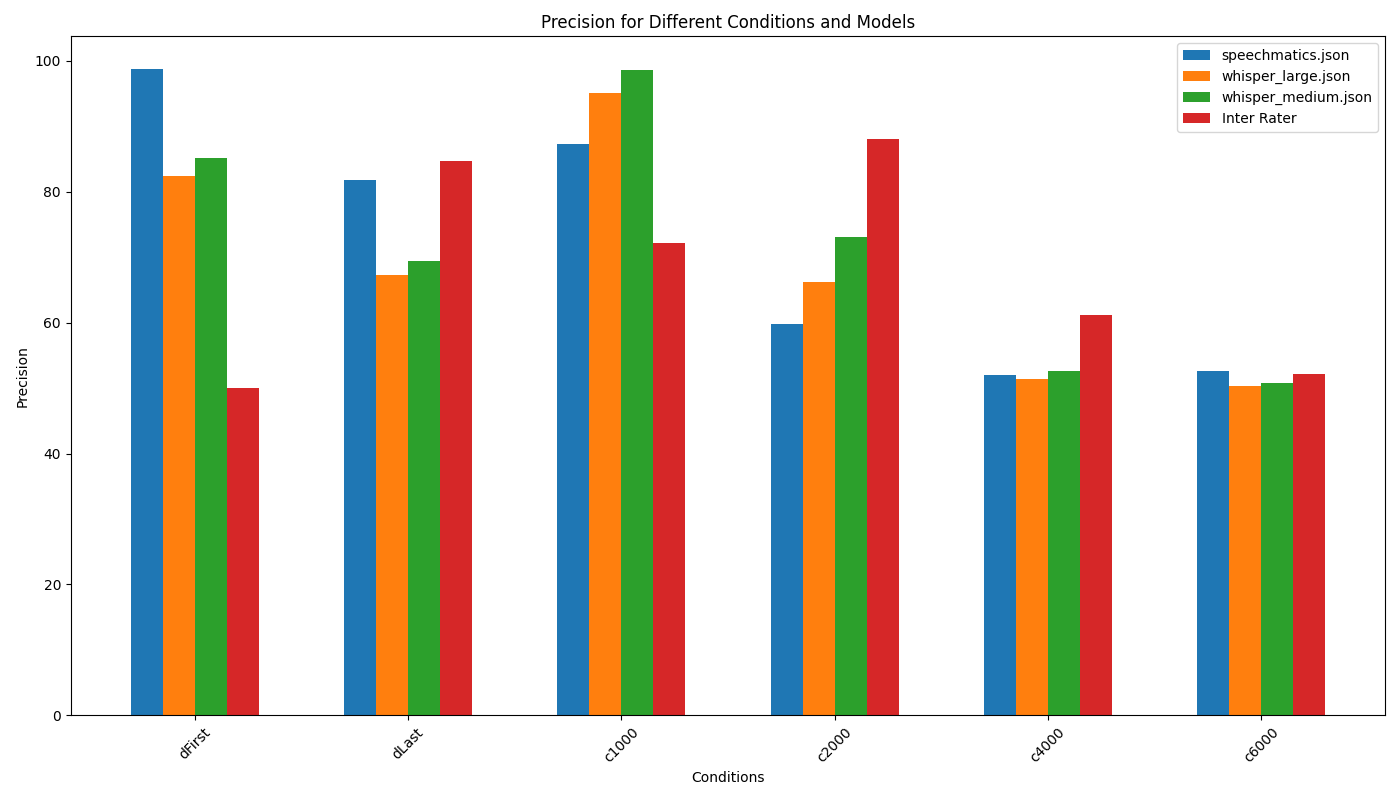 Precision for Different Conditions and Models
speechmatics.json
whisper_large.json
whisper_medium.json
Inter Rater
Precision
100
80
60
40
20
0
dFirst
dLast
c1000
c2000
c4000
c6000
Conditions